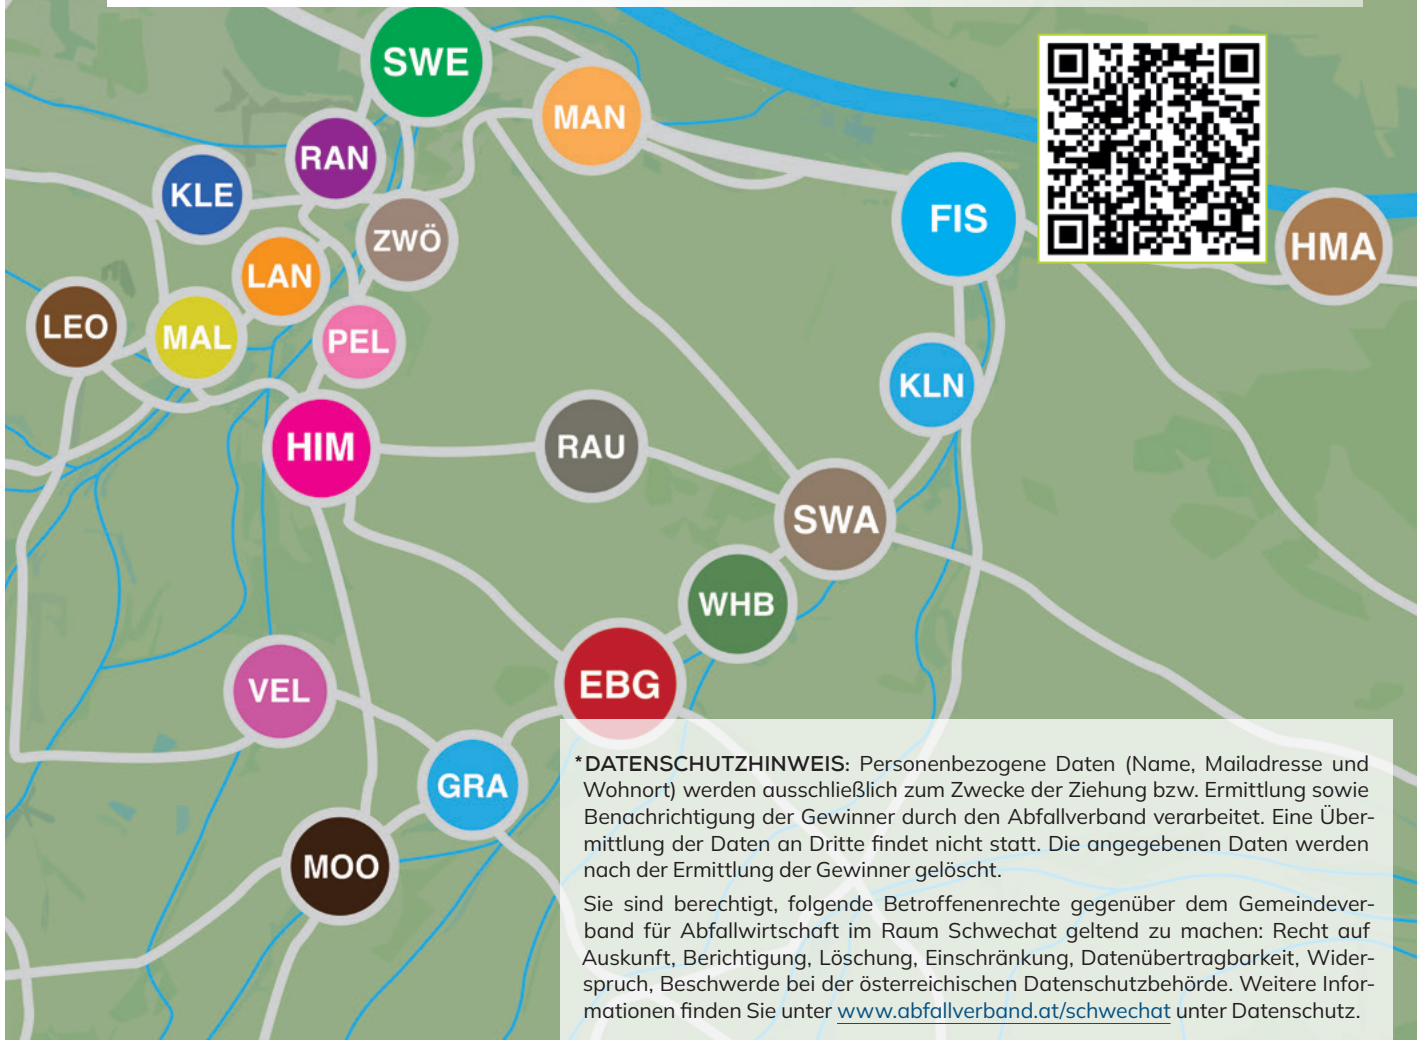 SWE
MAN
RAN
KLE
FIS
ZWÖ
HMA
LAN
LEO
MAL
PEL
KLN
HIM
RAU
SWA
WHB
EBG
VEL
GRA
MOO
*DATENSCHUTZHINWEIS: Personenbezogene Daten (Name, Mailadresse und
Wohnort) werden ausschließlich zum Zwecke der Ziehung bzw. Ermittlung sowie
Benachrichtigung der Gewinner durch den Abfallverband verarbeitet. Eine Über-
mittlung der Daten an Dritte findet nicht statt. Die angegebenen Daten werden
nach der Ermittlung der Gewinner gelöscht.
Sie sind berechtigt, folgende Betroffenenrechte gegenüber dem Gemeindever-
band für Abfallwirtschaft im Raum Schwechat geltend zu machen: Recht auf
Auskunft, Berichtigung, Löschung, Einschränkung, Datenübertragbarkeit, Wider-
spruch, Beschwerde bei der österreichischen Datenschutzbehörde. Weitere Infor-
mationen finden Sie unter www.abfallverband.at/schwechat unter Datenschutz.